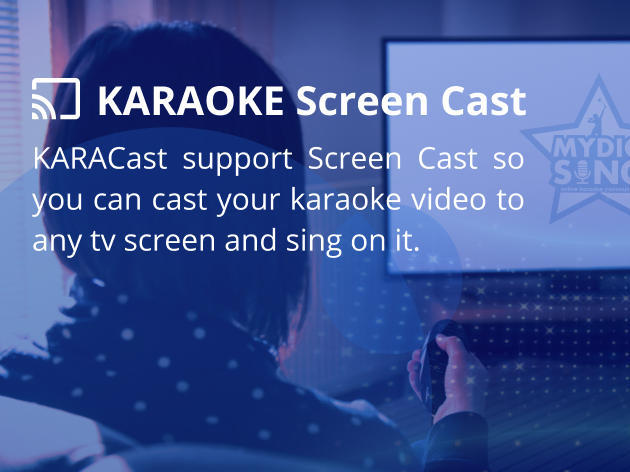 KARAOKE Screen Cast
KARACast support Screen Cast so
you can cast your karaoke video to
any tv screen and sing on it.